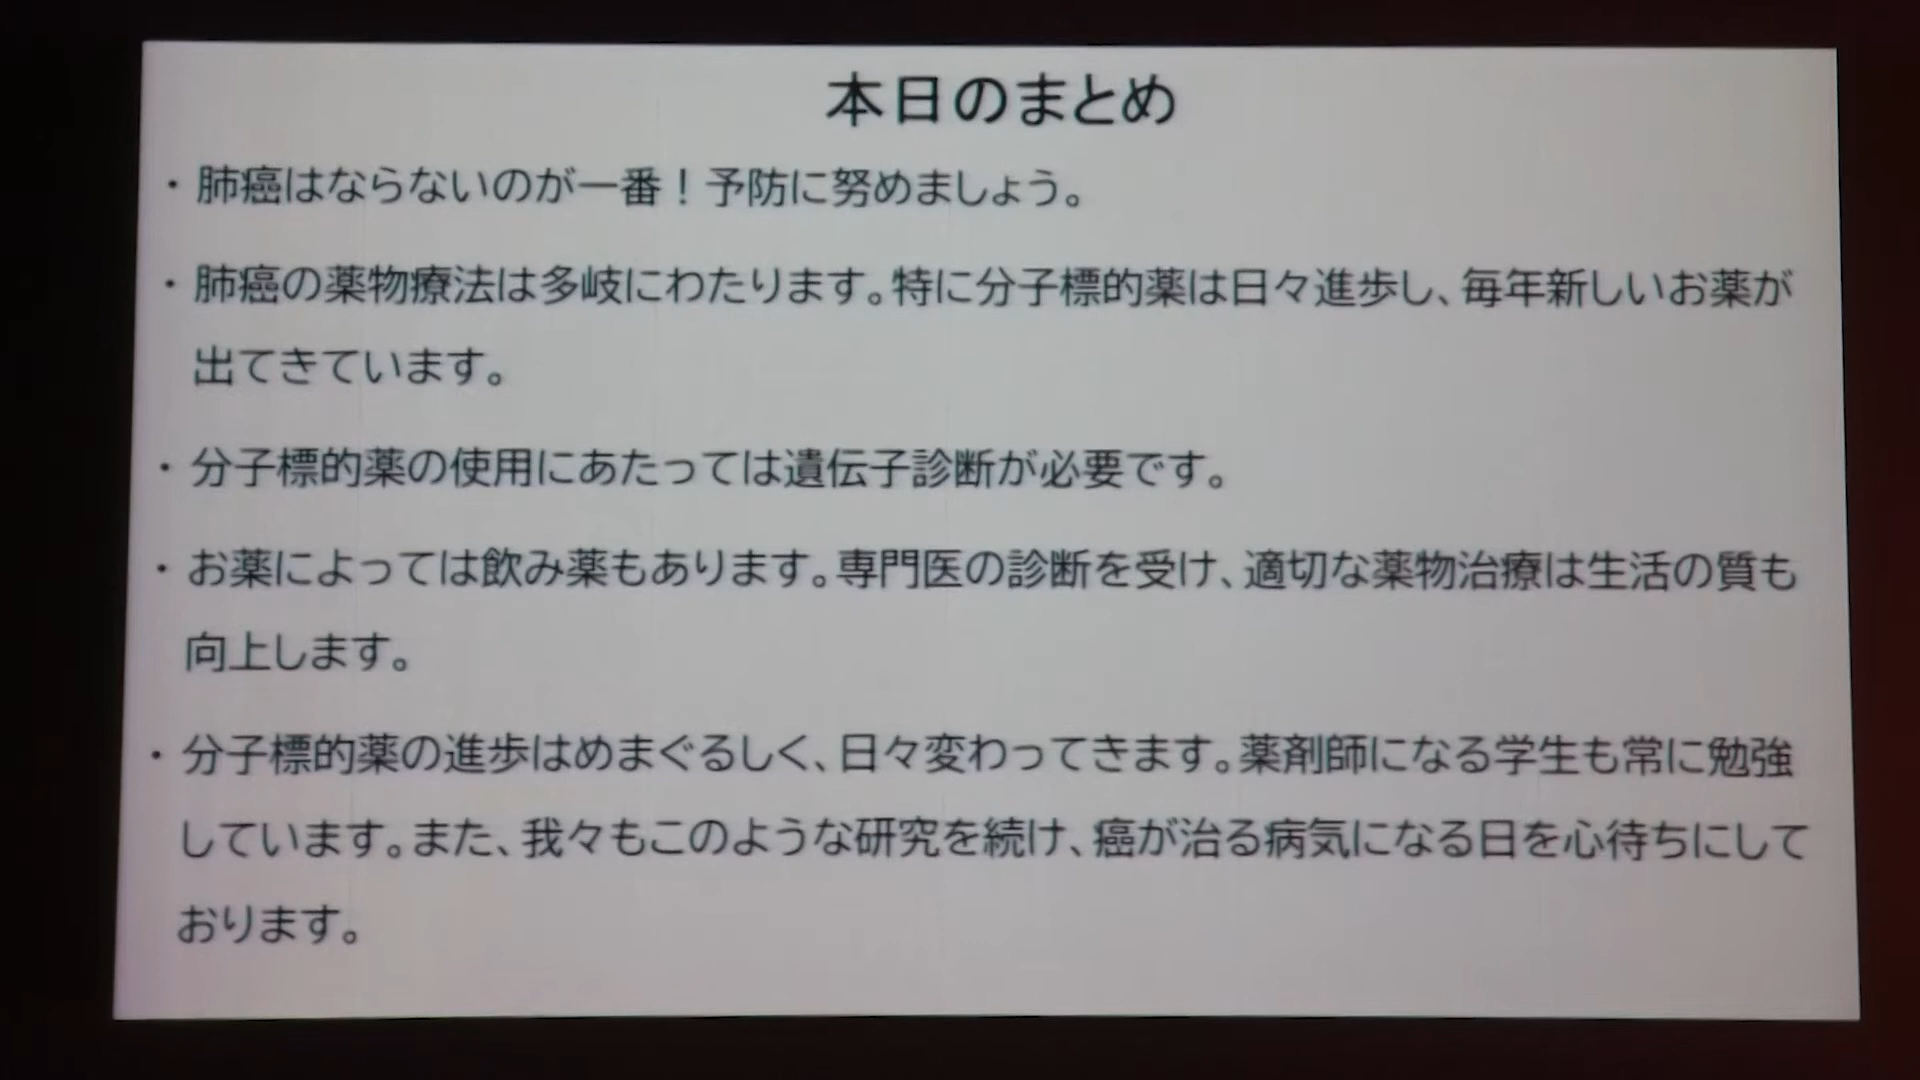 本日のまとめ
・肺癌はならないのが一番！予防に努めましょう。
・肺癌の薬物療法は多岐にわたります。特に分子標的薬は日々進歩し、毎年新しいお薬が
出てきています。
・分子標的薬の使用にあたっては遺伝子診断が必要です。
・お薬によっては飲み薬もあります。専門医の診断を受け、適切な薬物治療は生活の質も
向上します。
・分子標的薬の進歩はめまぐるしく、日々変わってきます。薬剤師になる学生も常に勉強
しています。また、我々もこのような研究を続け、癌が治る病気になる日を心待ちにして
おります。